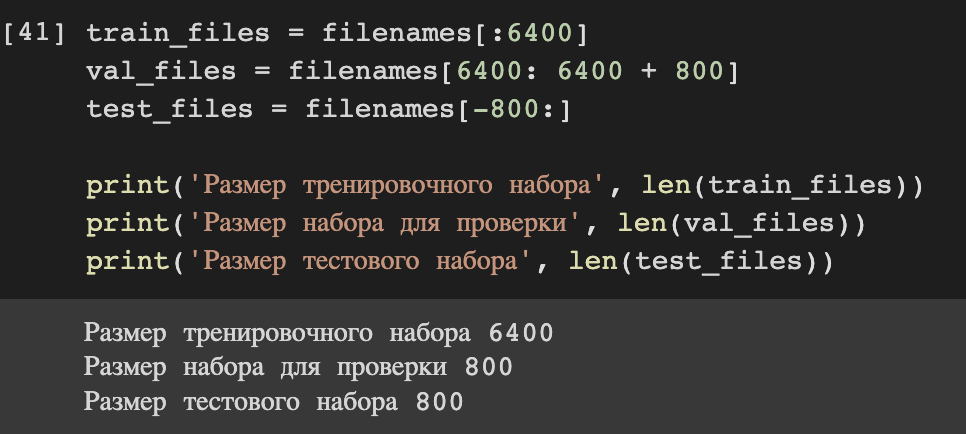 [41] train_files = filenames[:6400]
val_files = filenames[6400: 6400 + 800]
test_files = filenames[-800:]
print('Размер тренировочного набора', len(train_files))
print('Размер набора для проверки', len(val_files))
print('Размер тестового набора', len(test_files))
Размер тренировочного набора 6400
Размер набора для проверки 800
Размер тестового набора 800